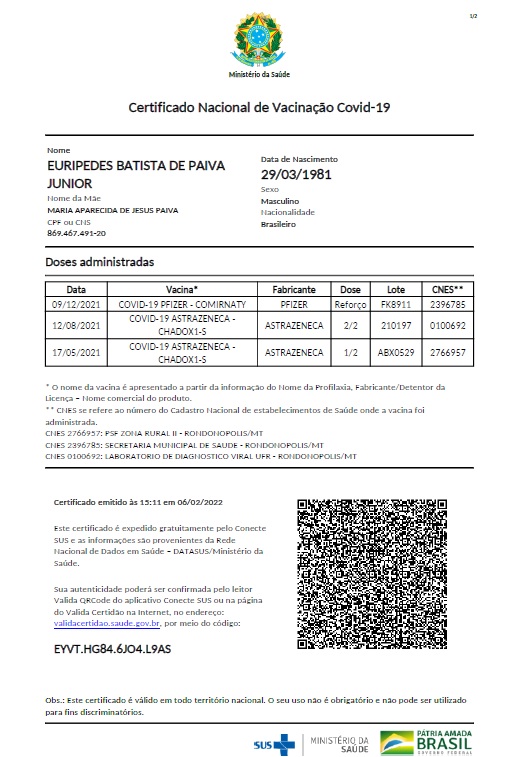 1/2
Ministério da Saúde
Certificado Nacional de Vacinação Covid-19
Nome
EURIPEDES BATISTA DE PAIVA
JUNIOR
Nome da Mãe
MARIA APARECIDA DE JESUS PAIVA
CPF ou CNS
869.467.491-20
Data de Nascimento
29/03/1981
Sexo
Masculino
Nacionalidade
Brasileiro
Doses administradas
Data Vacina* Fabricante Dose Lote CNES**
09/12/2021 COVID-19 PFIZER - COMIRNATY PFIZER Reforço FK8911 2396785
12/08/2021 COVID-19 ASTRAZENECA - CHADOX1-S ASTRAZENECA 2/2 210197 0100692
17/05/2021 COVID-19 ASTRAZENECA - CHADOX1-S ASTRAZENECA 1/2 ABX0529 2766957
* O nome da vacina é apresentado a partir da informação do Nome da Profilaxia, Fabricante/Detentor da
Licença – Nome comercial do produto.
** CNES se refere ao número do Cadastro Nacional de estabelecimentos de Saúde onde a vacina foi
administrada.
CNES 2766957: PSF ZONA RURAL II - RONDONOPOLIS/MT
CNES 2396785: SECRETARIA MUNICIPAL DE SAUDE - RONDONOPOLIS/MT
CNES 0100692: LABORATORIO DE DIAGNOSTICO VIRAL UFR - RONDONOPOLIS/MT
Certificado emitido às 15:11 em 06/02/2022
Este certificado é expedido gratuitamente pelo Conecte
SUS e as informações são provenientes da Rede
Nacional de Dados em Saúde – DATASUS/Ministério da
Saúde.
Sua autenticidade poderá ser confirmada pelo leitor
Valida QRCode do aplicativo Conecte SUS ou na página
do Valida Certidão na Internet, no endereço:
validacertidao.saude.gov.br, por meio do código:
EYVT.HG84.6JO4.L9AS
Obs.: Este certificado é válido em todo território nacional. O seu uso não é obrigatório e não pode ser utilizado
para fins discriminatórios.
SUS
MINISTÉRIO DA
SAÚDE
PÁTRIA AMADA
BRASIL
GOVERNO FEDERAL